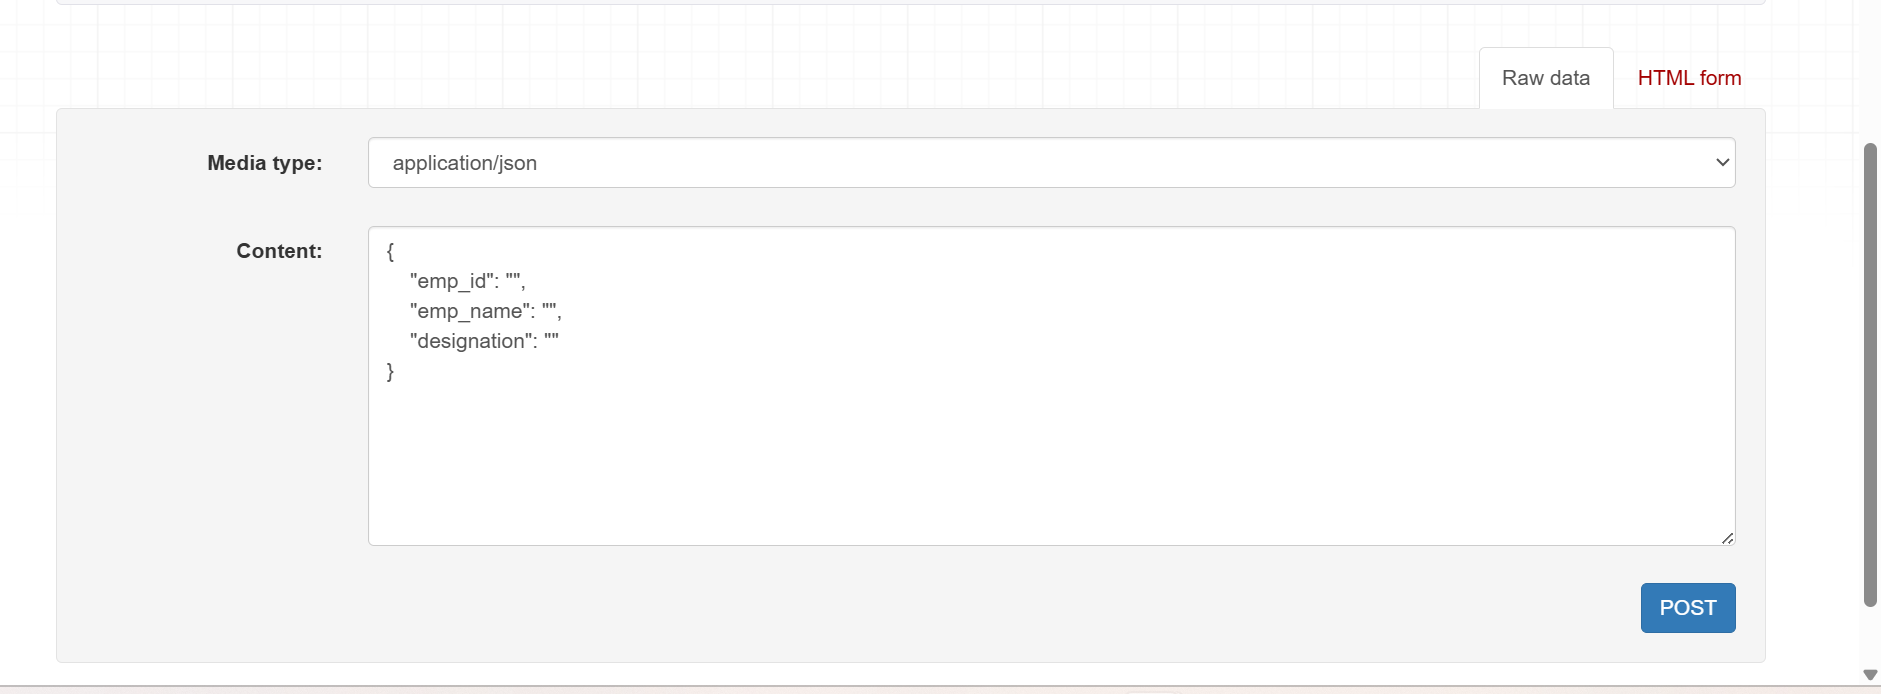 Raw data HTML form
Media type: application/json
Content: {
"emp_id": "",
"emp_name": "",
"designation": ""
}
POST